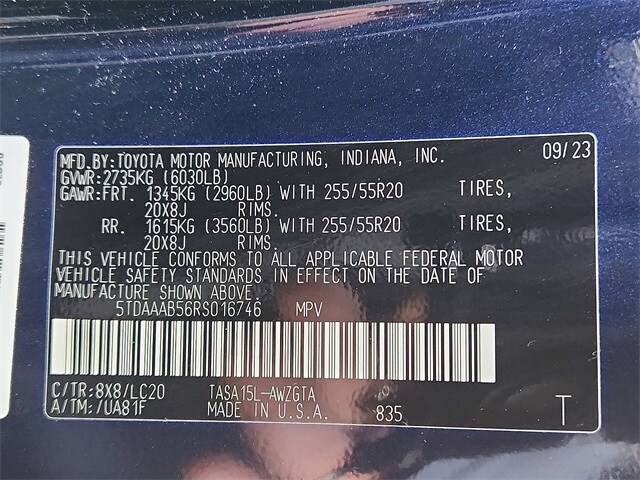 MFD.BY:TOYOTA MOTOR MANUFACTURING, INDIANA, INC. 09/23
GVWR:2735KG (6030LB)
GAWR:FRT. 1345KG (2960LB) WITH 255/55R20 TIRES,
20X8J RIMS.
RR. 1615KG (3560LB) WITH 255/55R20 TIRES,
20X8J RIMS.
THIS VEHICLE CONFORMS TO ALL APPLICABLE FEDERAL MOTOR
VEHICLE SAFETY STANDARDS IN EFFECT ON THE DATE OF
MANUFACTURE SHOWN ABOVE.
5TDAAAB56RS016746 MPV
C/TR:8X8/LC20 TASA15L-AWZGTA
A/TM:/UA81F MADE IN U.S.A. 835 T